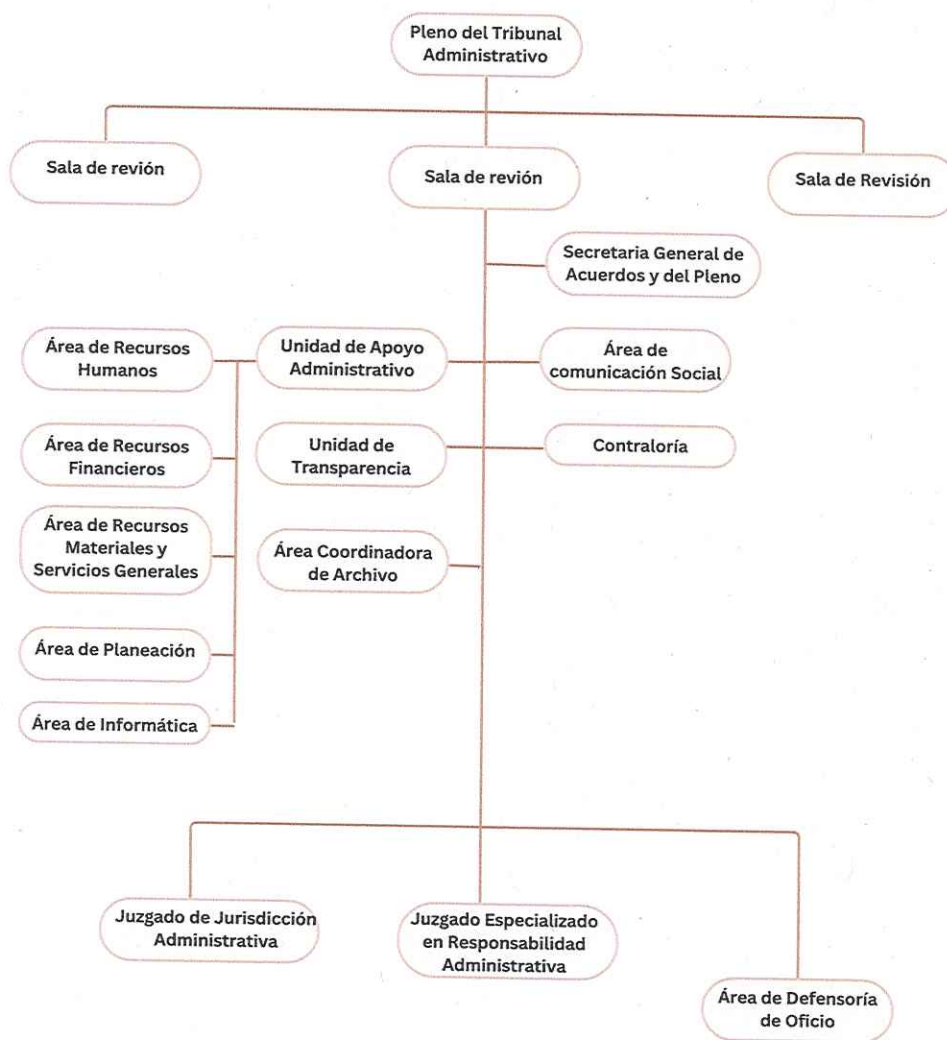 Pleno del Tribunal
Administrativo
Sala de revión
Sala de revión
Sala de Revisión
Secretaria General de
Acuerdos y del Pleno
Área de Recursos
Humanos
Unidad de Apoyo
Administrativo
Área de
comunicación Social
Área de Recursos
Financieros
Unidad de
Transparencia
Contraloría
Área de Recursos
Materiales y
Servicios Generales
Área Coordinadora
de Archivo
Área de Planeación
Área de Informática
Juzgado de Jurisdicción
Administrativa
Juzgado Especializado
en Responsabilidad
Administrativa
Área de Defensoría
de Oficio